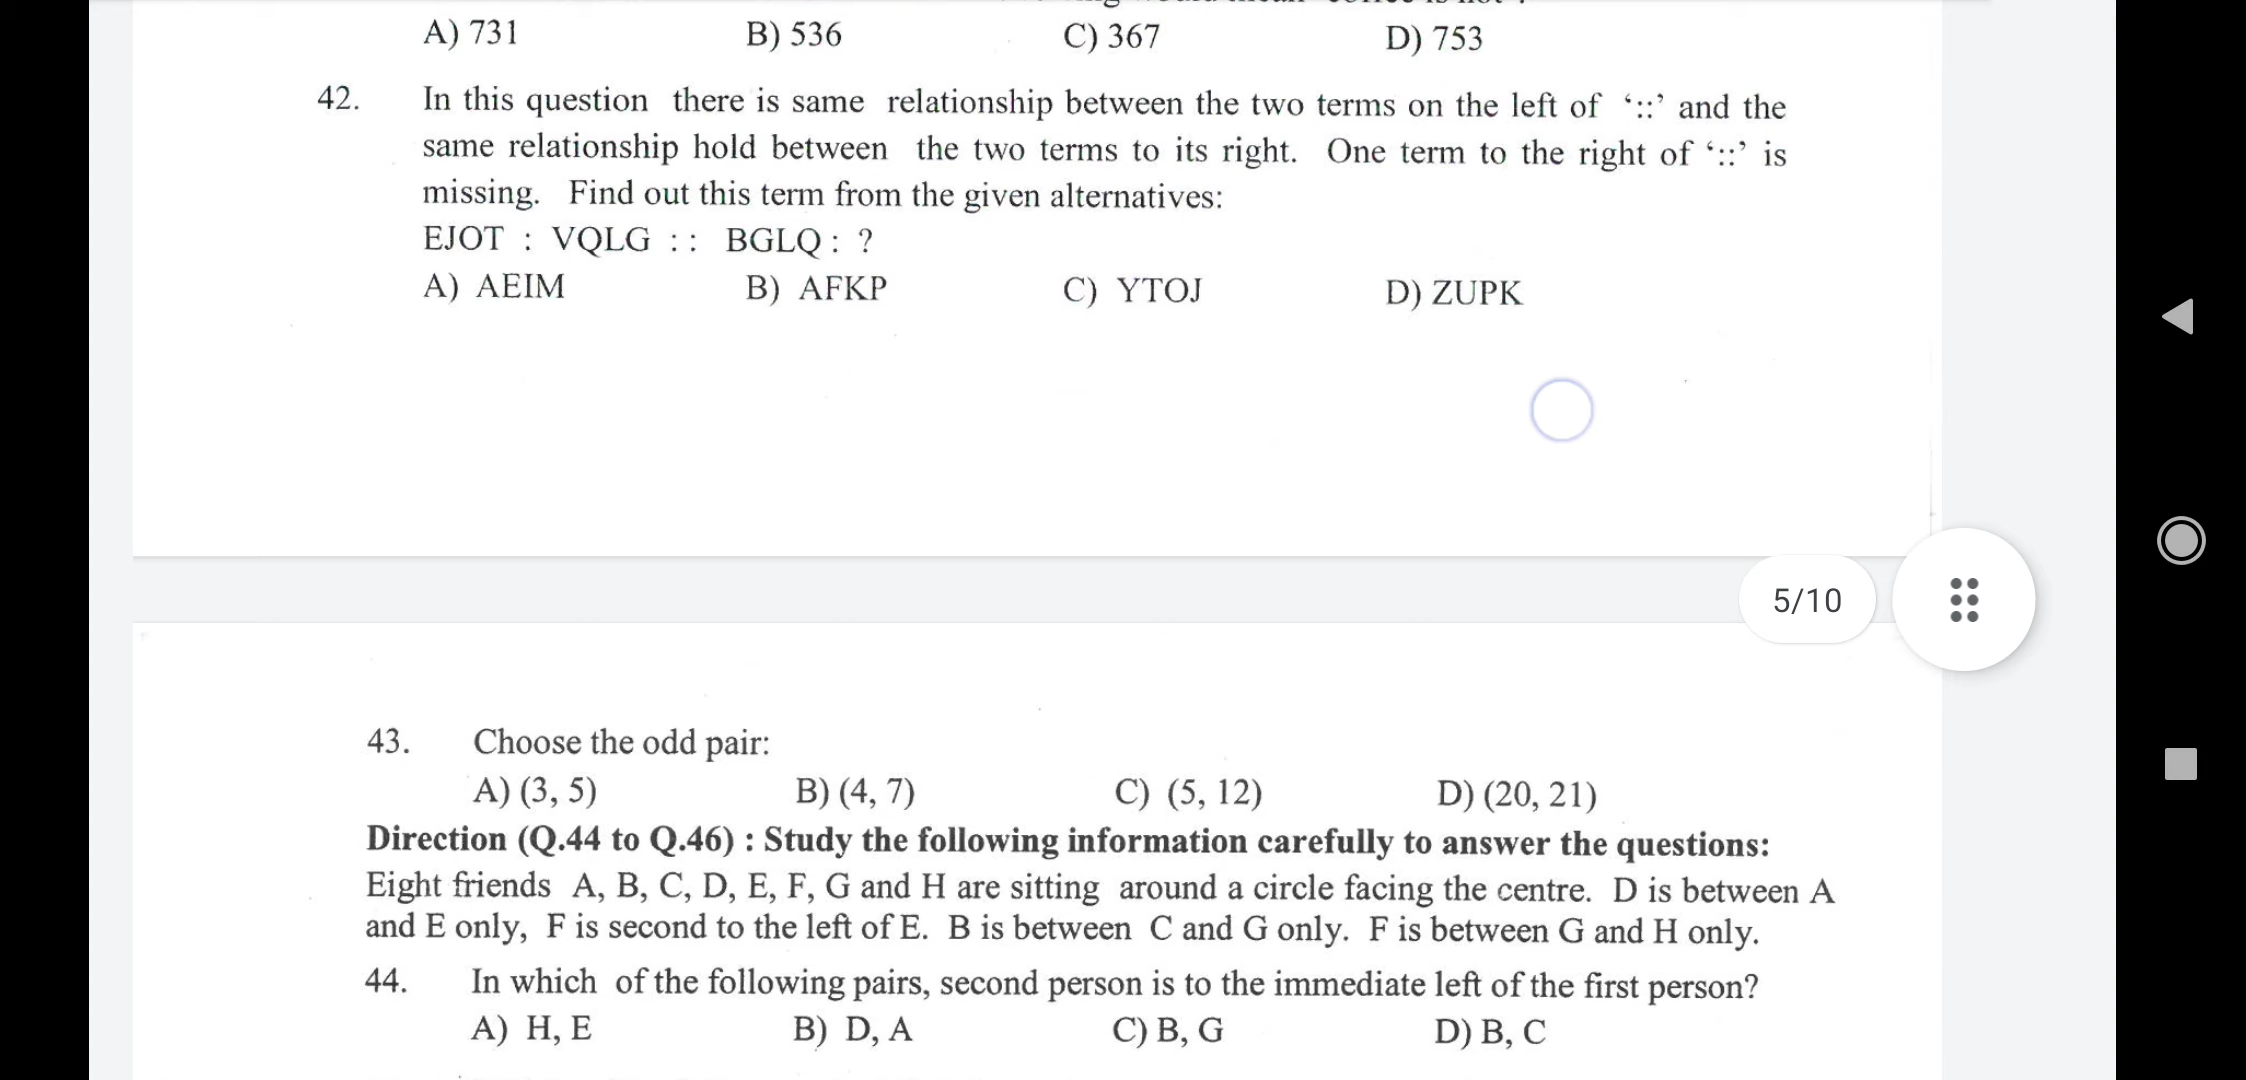 A) 731 B) 536 C) 367 D) 753
42. In this question there is same relationship between the two terms on the left of ‘::’ and the
same relationship hold between the two terms to its right. One term to the right of ‘::’ is
missing. Find out this term from the given alternatives:
EJOT : VQLG :: BGLQ : ?
A) AEIM B) AFKP C) YTOJ D) ZUPK
5/10
43. Choose the odd pair:
A) (3, 5) B) (4, 7) C) (5, 12) D) (20, 21)
Direction (Q.44 to Q.46) : Study the following information carefully to answer the questions:
Eight friends A, B, C, D, E, F, G and H are sitting around a circle facing the centre. D is between A
and E only, F is second to the left of E. B is between C and G only. F is between G and H only.
44. In which of the following pairs, second person is to the immediate left of the first person?
A) H, E B) D, A C) B, G D) B, C